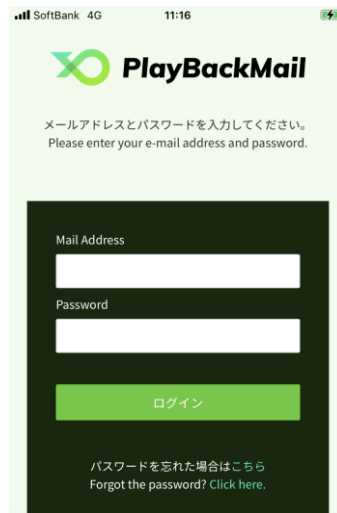 SoftBank 4G 11:16
PlayBackMail
メールアドレスとパスワードを入力してください。
Please enter your e-mail address and password.
Mail Address
Password
ログイン
パスワードを忘れた場合はこちら
Forgot the password? Click here.